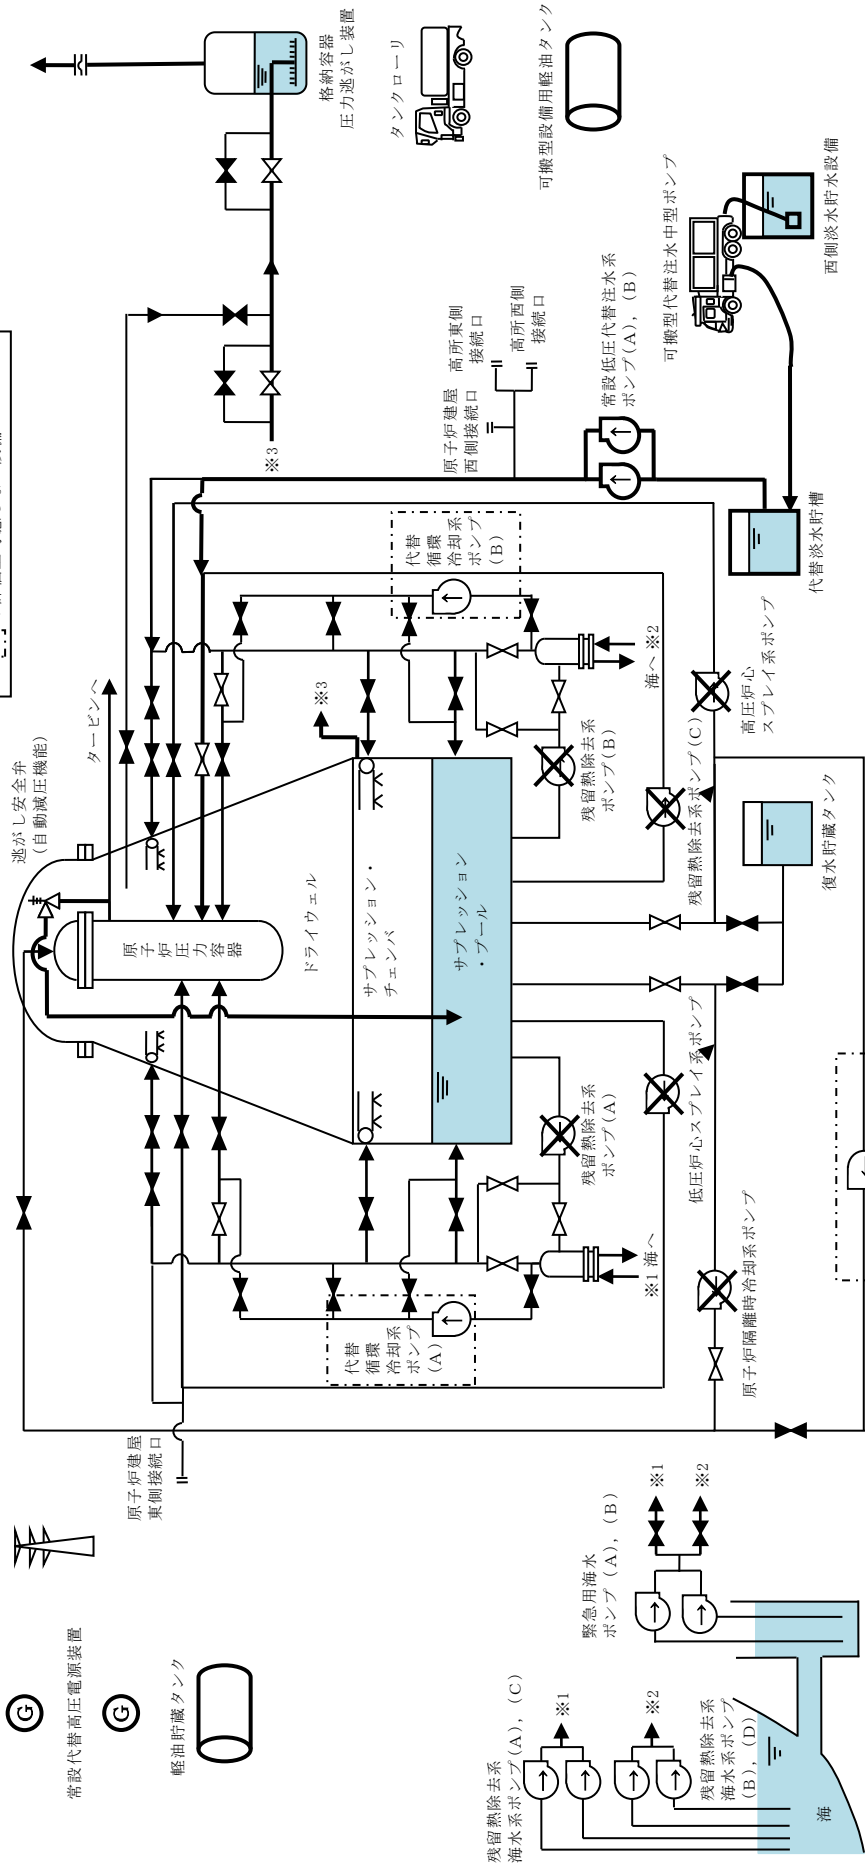 格納容器
圧力逃がし装置
タンクローリ
可搬型設備用軽油タンク
可搬型代替注水中型ポンプ
西側淡水貯水設備
常設低圧代替注水系
ポンプ(A),(B)
高所東側
接続口
高所西側
接続口
原子炉建屋
西側接続口
※3
代替淡水貯槽
代替
循環
冷却系
ポンプ
(B)
海へ ※2
高圧炉心
スプレイ系ポンプ
※3
タービンへ
逃がし安全弁
(自動減圧機能)
残留熱除去系
ポンプ(B)
残留熱除去系ポンプ(C)
復水貯蔵タンク
原子炉圧力容器
ドライウェル
サプレッション・
チェンバ
サプレッション
・プール
残留熱除去系
ポンプ(A)
低圧炉心スプレイ系ポンプ
原子炉隔離時冷却系ポンプ
※1 海へ
代替
循環
冷却系
ポンプ
(A)
原子炉建屋
東側接続口
※1
※2
緊急用海水
ポンプ(A),(B)
常設代替高圧電源装置
G
G
軽油貯蔵タンク
※1
※2
残留熱除去系
海水系ポンプ(A),(C)
残留熱除去系
海水系ポンプ
(B),(D)
海